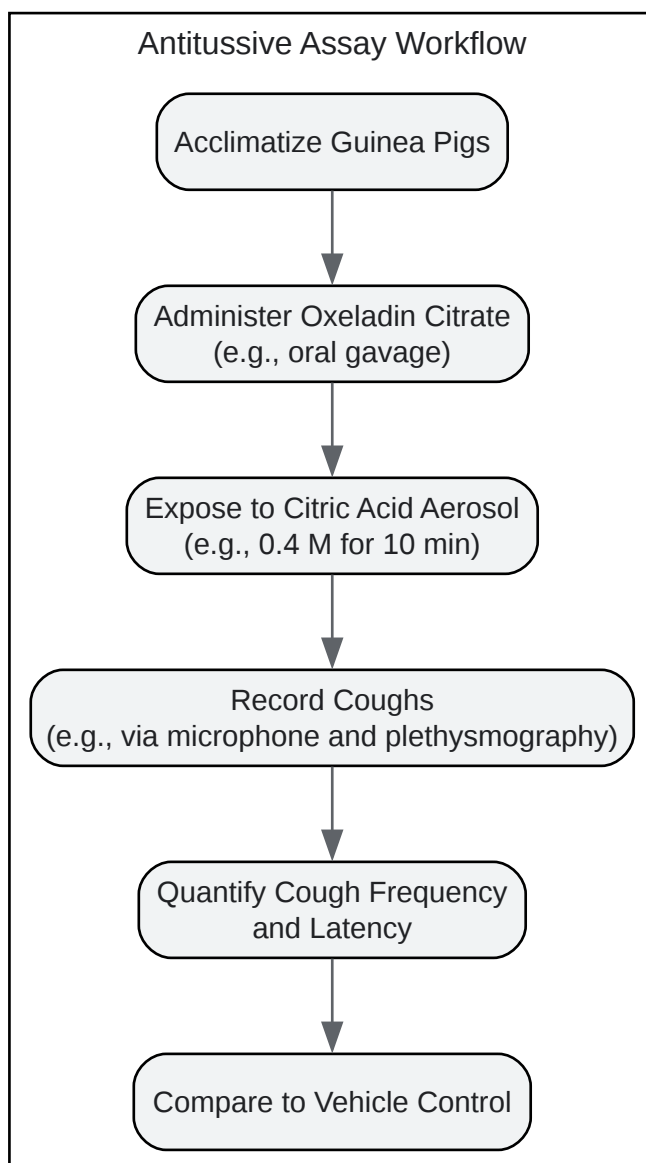 Antitussive Assay Workflow
Acclimatize Guinea Pigs
Administer Oxeladin Citrate
(e.g., oral gavage)
Expose to Citric Acid Aerosol
(e.g., 0.4 M for 10 min)
Record Coughs
(e.g., via microphone and plethysmography)
Quantify Cough Frequency
and Latency
Compare to Vehicle Control